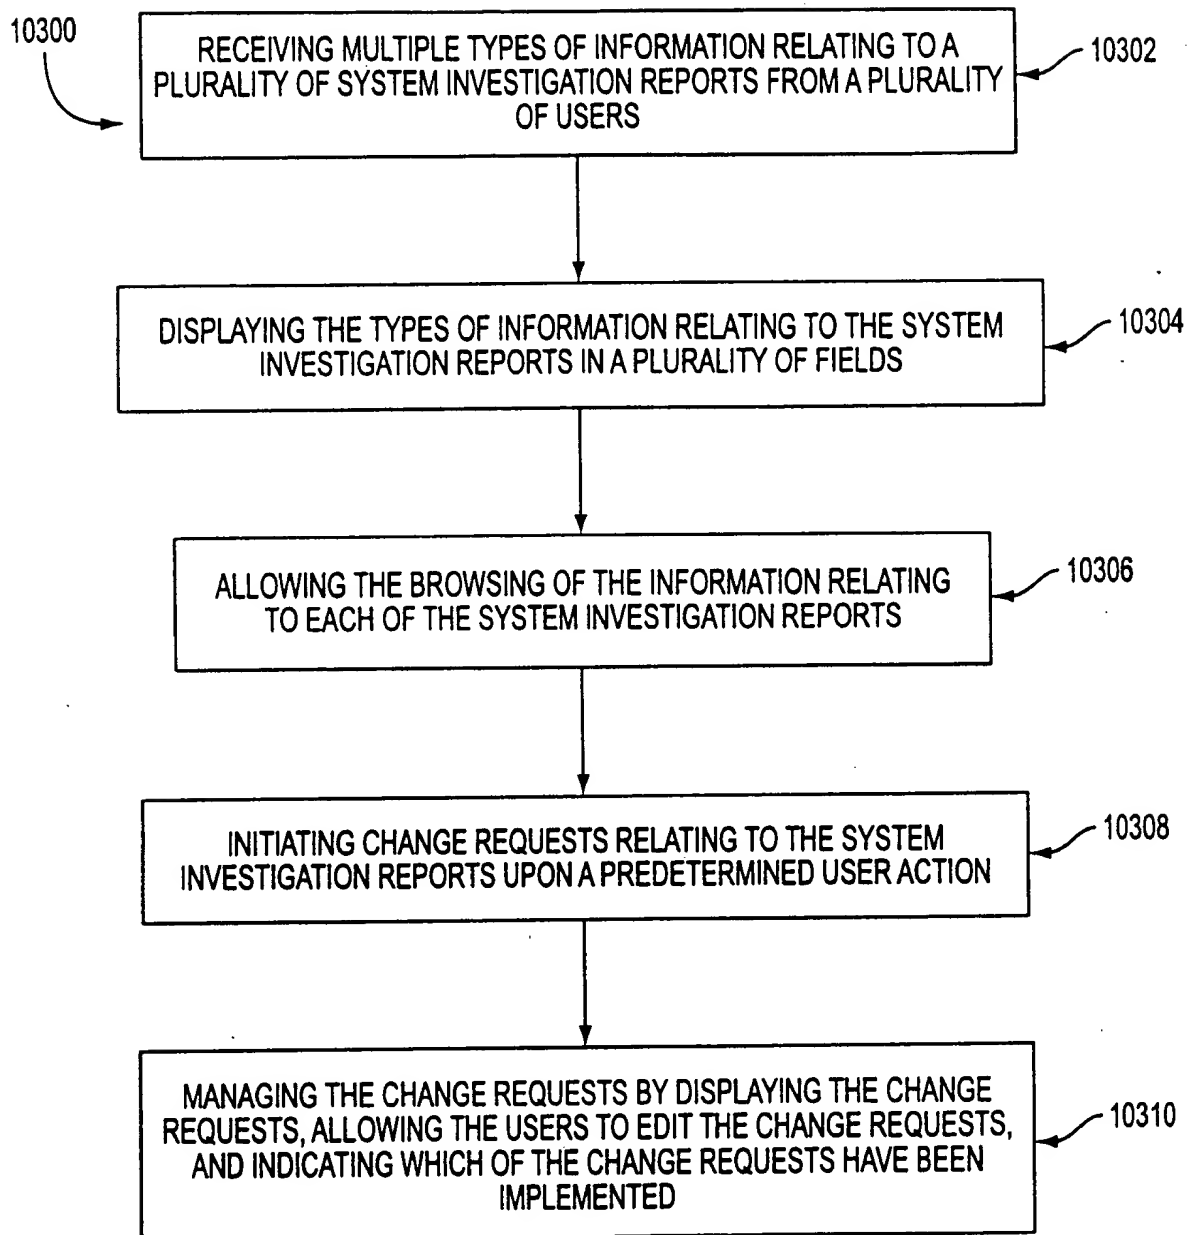 10300
RECEIVING MULTIPLE TYPES OF INFORMATION RELATING TO A
PLURALITY OF SYSTEM INVESTIGATION REPORTS FROM A PLURALITY
OF USERS
10302
DISPLAYING THE TYPES OF INFORMATION RELATING TO THE SYSTEM
INVESTIGATION REPORTS IN A PLURALITY OF FIELDS
10304
ALLOWING THE BROWSING OF THE INFORMATION RELATING
TO EACH OF THE SYSTEM INVESTIGATION REPORTS
10306
INITIATING CHANGE REQUESTS RELATING TO THE SYSTEM
INVESTIGATION REPORTS UPON A PREDETERMINED USER ACTION
10308
MANAGING THE CHANGE REQUESTS BY DISPLAYING THE CHANGE
REQUESTS, ALLOWING THE USERS TO EDIT THE CHANGE REQUESTS,
AND INDICATING WHICH OF THE CHANGE REQUESTS HAVE BEEN
IMPLEMENTED
10310